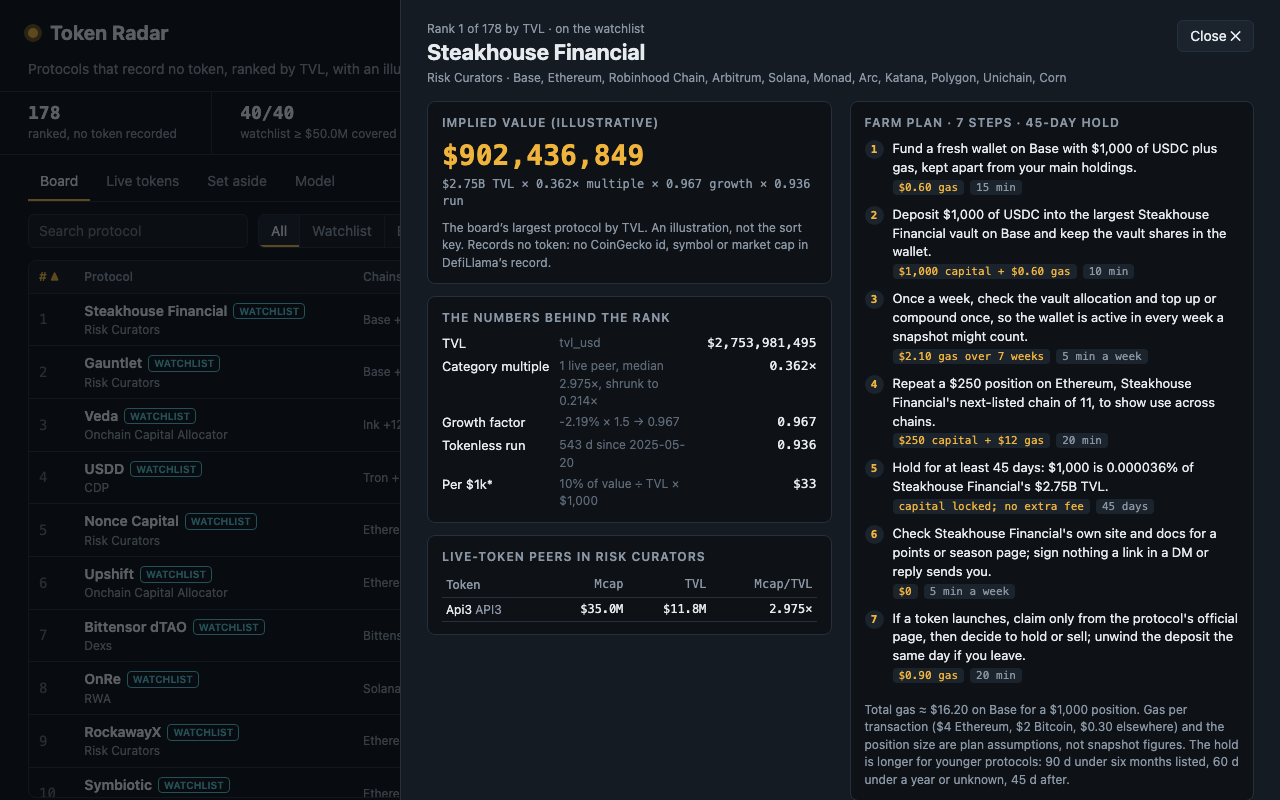 Token Radar
Protocols that record no token, ranked by TVL, with an illu
178
ranked, no token recorded
40/40
watchlist ≥ $50.0M covered
Board
Live tokens
Set aside
Model
Search protocol
All
Watchlist
# ▲
Protocol
Chains
1
Steakhouse Financial
WATCHLIST
Risk Curators
Base +
2
Gauntlet
WATCHLIST
Risk Curators
Base +
3
Veda
WATCHLIST
Onchain Capital Allocator
Ink +12
4
USDD
WATCHLIST
CDP
Tron +
5
Nonce Capital
WATCHLIST
Risk Curators
Ethere
6
Upshift
WATCHLIST
Onchain Capital Allocator
Ethere
7
Bittensor dTAO
WATCHLIST
Dexs
Bittens
8
OnRe
WATCHLIST
RWA
Solana
9
RockawayX
WATCHLIST
Risk Curators
Ethere
10
Symbiotic
WATCHLIST
Ethere
Rank 1 of 178 by TVL · on the watchlist
Steakhouse Financial
Risk Curators · Base, Ethereum, Robinhood Chain, Arbitrum, Solana, Monad, Arc, Katana, Polygon, Unichain, Corn
Close ✕
IMPLIED VALUE (ILLUSTRATIVE)
$902,436,849
$2.75B TVL × 0.362× multiple × 0.967 growth × 0.936
run
The board's largest protocol by TVL. An illustration, not the sort
key. Records no token: no CoinGecko id, symbol or market cap in
DefiLlama's record.
THE NUMBERS BEHIND THE RANK
TVL
tvl_usd
$2,753,981,495
Category multiple
1 live peer, median
2.975×, shrunk to
0.214×
0.362×
Growth factor
-2.19% × 1.5 → 0.967
0.967
Tokenless run
543 d since 2025-05-
20
0.936
Per $1k*
10% of value ÷ TVL ×
$1,000
$33
LIVE-TOKEN PEERS IN RISK CURATORS
Token
Mcap
TVL
Mcap/TVL
Api3 API3
$35.0M
$11.8M
2.975×
FARM PLAN · 7 STEPS · 45-DAY HOLD
1
Fund a fresh wallet on Base with $1,000 of USDC plus
gas, kept apart from your main holdings.
$0.60 gas
15 min
2
Deposit $1,000 of USDC into the largest Steakhouse
Financial vault on Base and keep the vault shares in the
wallet.
$1,000 capital + $0.60 gas
10 min
3
Once a week, check the vault allocation and top up or
compound once, so the wallet is active in every week a
snapshot might count.
$2.10 gas over 7 weeks
5 min a week
4
Repeat a $250 position on Ethereum, Steakhouse
Financial's next-listed chain of 11, to show use across
chains.
$250 capital + $12 gas
20 min
5
Hold for at least 45 days: $1,000 is 0.000036% of
Steakhouse Financial's $2.75B TVL.
capital locked; no extra fee
45 days
6
Check Steakhouse Financial's own site and docs for a
points or season page; sign nothing a link in a DM or
reply sends you.
$0
5 min a week
7
If a token launches, claim only from the protocol's official
page, then decide to hold or sell; unwind the deposit the
same day if you leave.
$0.90 gas
20 min
Total gas ≈ $16.20 on Base for a $1,000 position. Gas per
transaction ($4 Ethereum, $2 Bitcoin, $0.30 elsewhere) and the
position size are plan assumptions, not snapshot figures. The hold
is longer for younger protocols: 90 d under six months listed, 60 d
under a year or unknown, 45 d after.